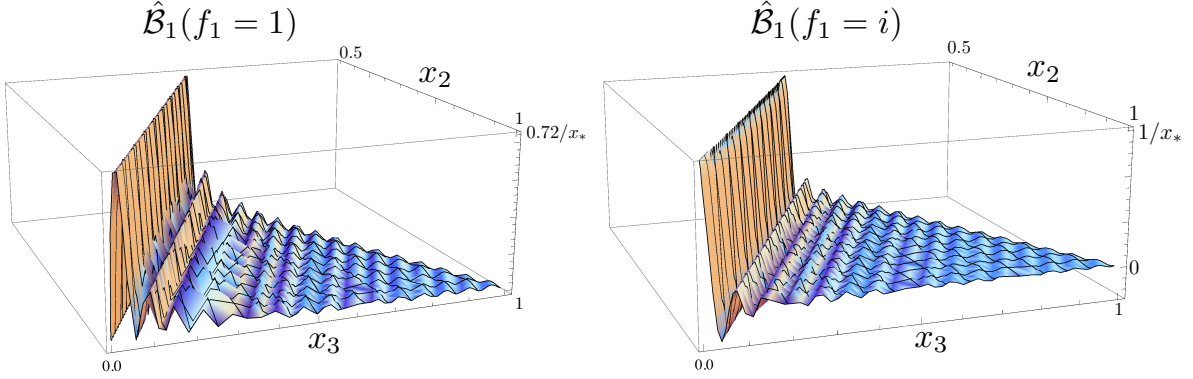 $\hat{\mathcal{B}}_1(f_1 = 1)$
0.5
$x_2$
1
$0.72/x_*$
1
$x_3$
0.0
$\hat{\mathcal{B}}_1(f_1 = i)$
0.5
$x_2$
1
$1/x_*$
0
1
$x_3$
0.0